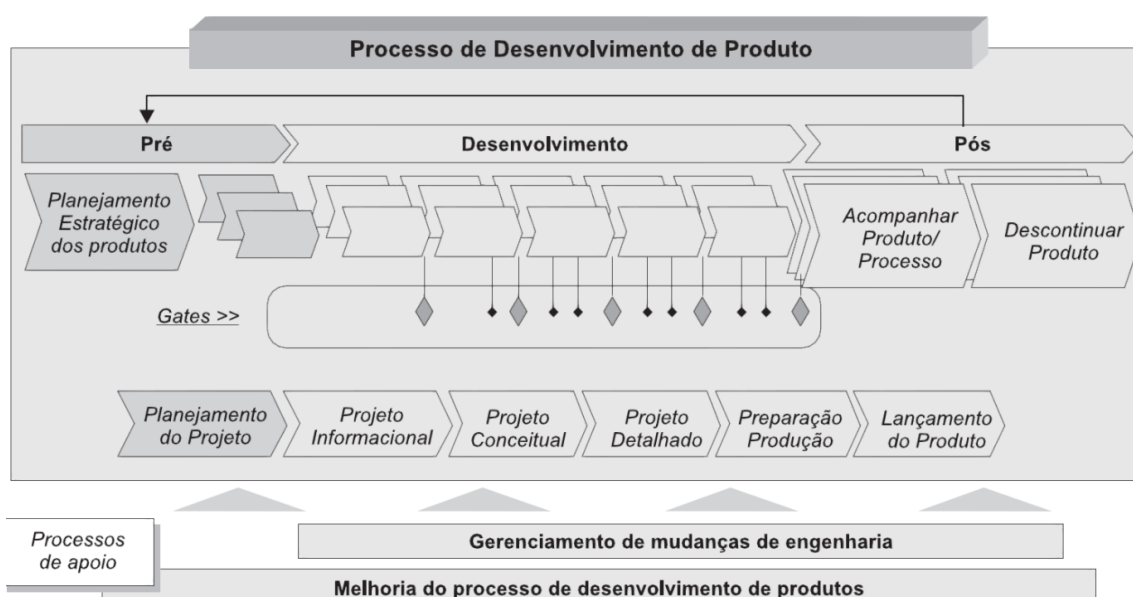 Processo de Desenvolvimento de Produto
Pré
Desenvolvimento
Pós
Planejamento
Estratégico
dos produtos
Acompanhar
Produto/
Processo
Descontinuar
Produto
Gates >>
Planejamento
do Projeto
Projeto
Informacional
Projeto
Conceitual
Projeto
Detalhado
Preparação
Produção
Lançamento
do Produto
Processos
de apoio
Gerenciamento de mudanças de engenharia
Melhoria do processo de desenvolvimento de produtos